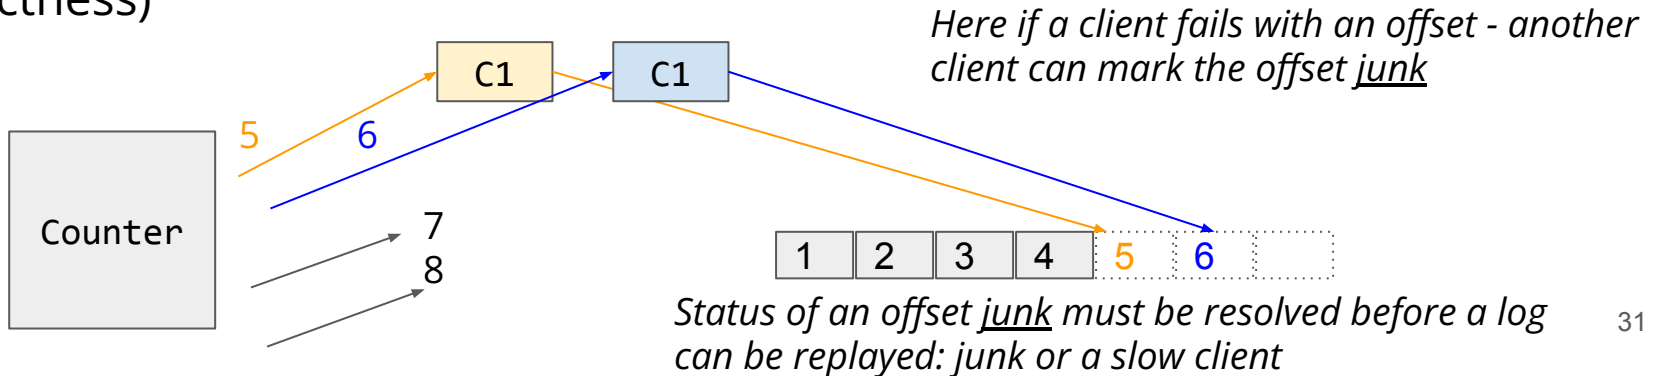 ctness)
Here if a client fails with an offset - another
client can mark the offset junk
C1
C1
5
6
Counter
7
8
1 2 3 4 5 6
Status of an offset junk must be resolved before a log
can be replayed: junk or a slow client
31